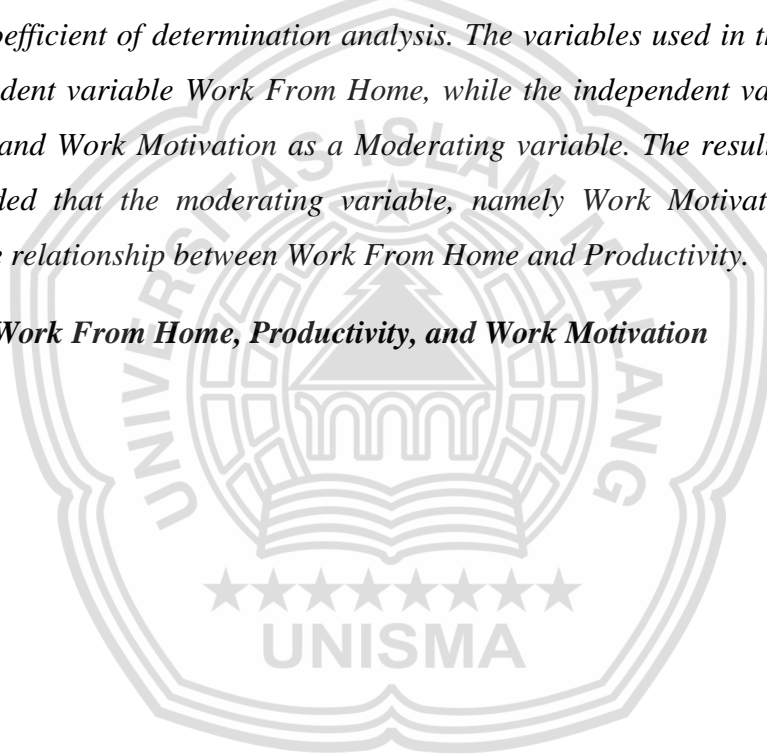 oefficient of determination analysis. The variables used in th
dent variable Work From Home, while the independent va
and Work Motivation as a Moderating variable. The resul
ded that the moderating variable, namely Work Motivat
e relationship between Work From Home and Productivity.
Work From Home, Productivity, and Work Motivation
UNIVERSITAS ISLAM MALANG
UNISMA